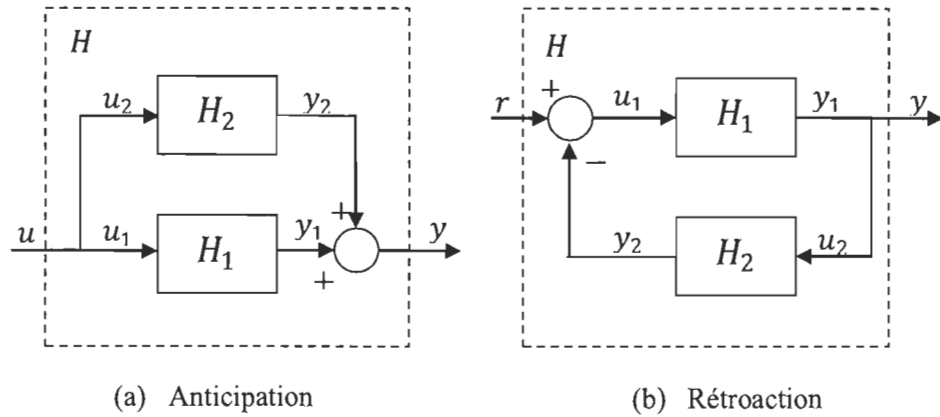 H
u₂
H₂
y₂
+
u
u₁
H₁
y₁
+
y
(a) Anticipation
H
+
r
u₁
H₁
y₁
y
−
y₂
H₂
u₂
(b) Rétroaction